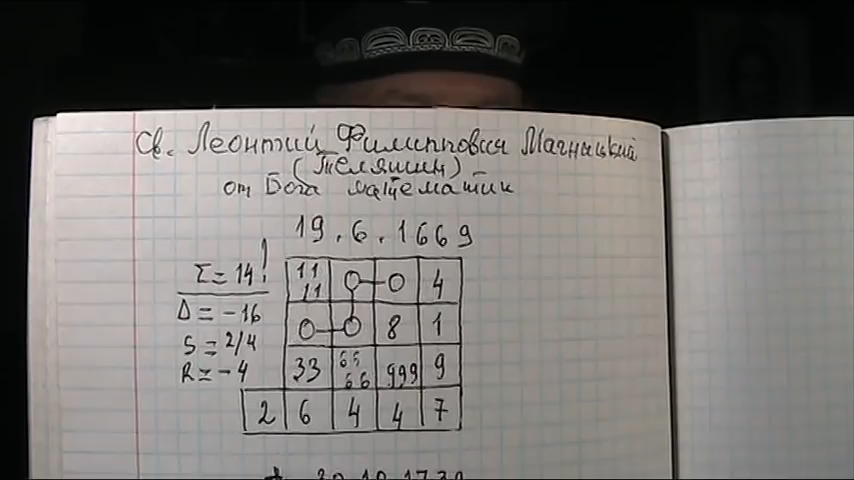 Св. Леонтий Филиппович Магницкий
(Теляшин)
от Бога математик
19.6.1669
Σ = 14!
Δ = -16
S = 2/4
R = -4
11 11 0 0 4
0 0 8 1
33 66 66 999 9
2 6 4 4 7